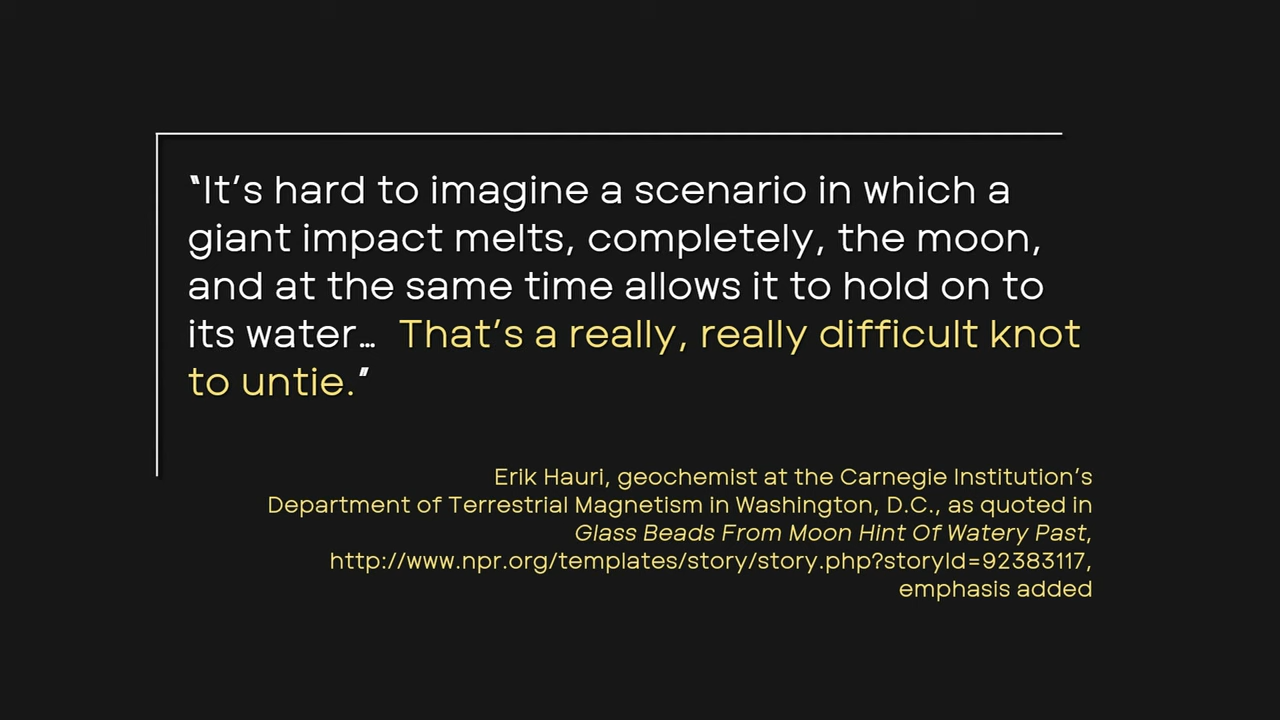 “It’s hard to imagine a scenario in which a
giant impact melts, completely, the moon,
and at the same time allows it to hold on to
its water… That’s a really, really difficult knot
to untie.”
Erik Hauri, geochemist at the Carnegie Institution’s
Department of Terrestrial Magnetism in Washington, D.C., as quoted in
Glass Beads From Moon Hint Of Watery Past,
http://www.npr.org/templates/story/story.php?storyId=92383117,
emphasis added